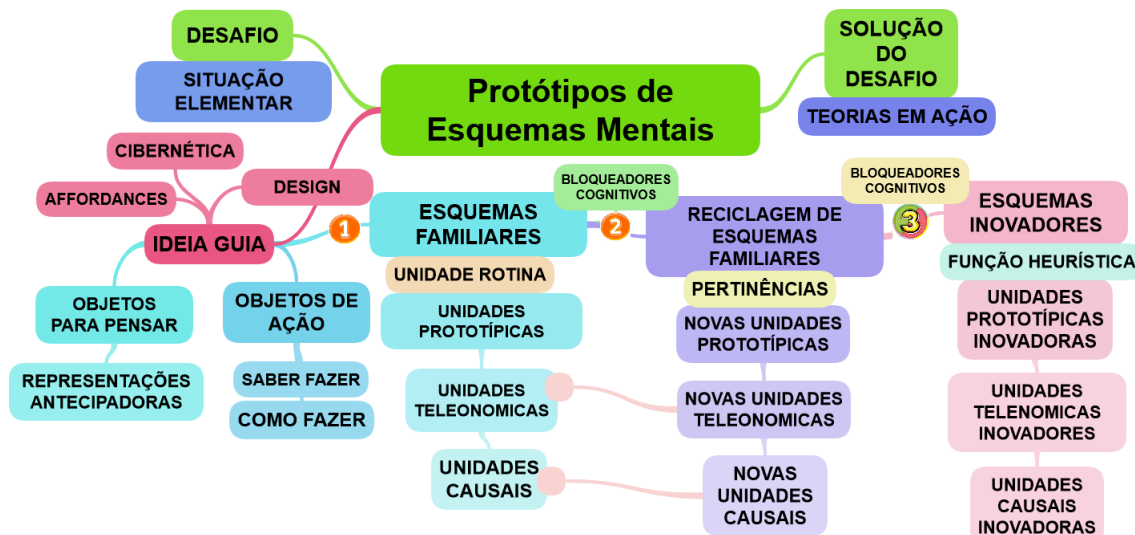 DESAFIO
SITUAÇÃO
ELEMENTAR
Protótipos de
Esquemas Mentais
SOLUÇÃO
DO
DESAFIO
TEORIAS EM AÇÃO
CIBERNÉTICA
AFFORDANCES
DESIGN
IDEIA GUIA
1
ESQUEMAS
FAMILIARES
BLOQUEADORES
COGNITIVOS
2
RECICLAGEM DE
ESQUEMAS
FAMILIARES
BLOQUEADORES
COGNITIVOS
3
ESQUEMAS
INOVADORES
OBJETOS
PARA PENSAR
REPRESENTAÇÕES
ANTECIPADORAS
OBJETOS DE
AÇÃO
SABER FAZER
COMO FAZER
UNIDADE ROTINA
UNIDADES
PROTOTÍPICAS
UNIDADES
TELEONOMICAS
UNIDADES
CAUSAIS
PERTINÊNCIAS
NOVAS UNIDADES
PROTOTÍPICAS
NOVAS UNIDADES
TELEONOMICAS
NOVAS
UNIDADES
CAUSAIS
FUNÇÃO HEURÍSTICA
UNIDADES
PROTOTÍPICAS
INOVADORAS
UNIDADES
TELENOMICAS
INOVADORES
UNIDADES
CAUSAIS
INOVADORAS